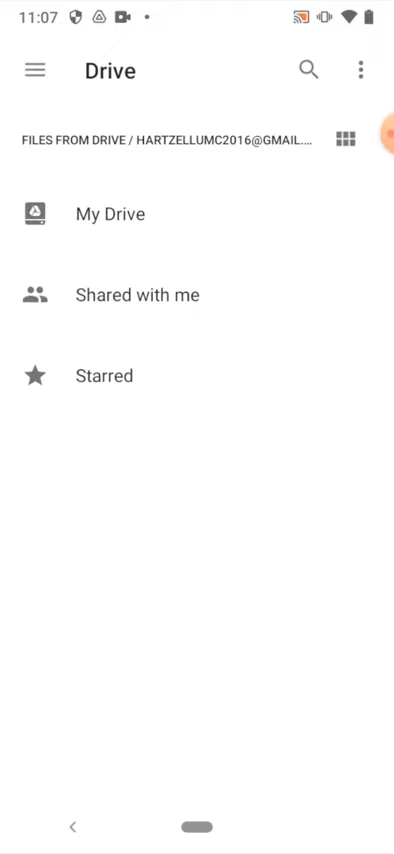 11:07
Drive
FILES FROM DRIVE / HARTZELLUMC2016@GMAIL....
My Drive
Shared with me
Starred